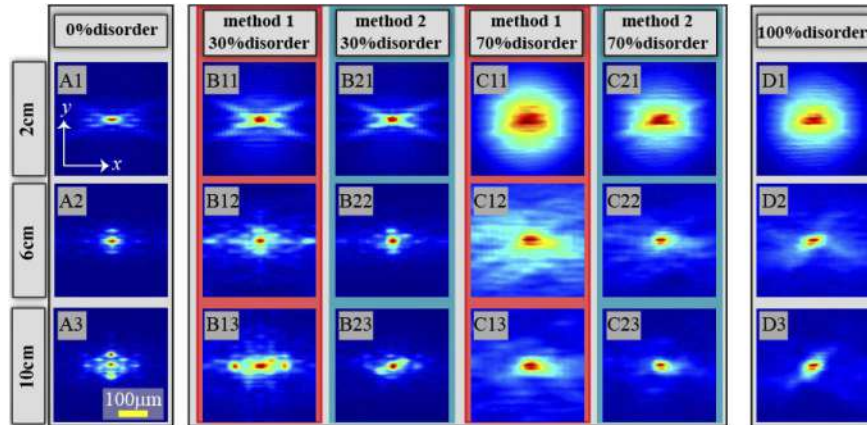 0%disorder
method 1
30%disorder
method 2
30%disorder
method 1
70%disorder
method 2
70%disorder
100%disorder
2cm
A1
y
x
B11
B21
C11
C21
D1
6cm
A2
B12
B22
C12
C22
D2
10cm
A3
100μm
B13
B23
C13
C23
D3